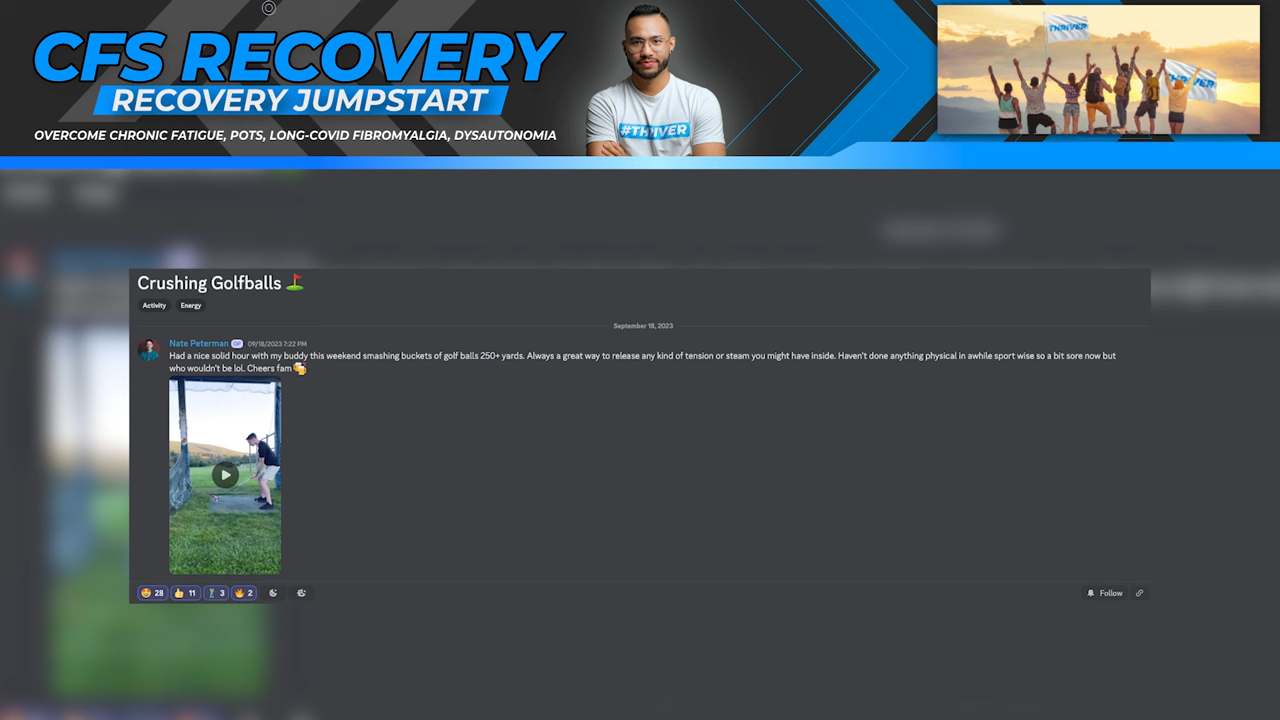 CFS RECOVERY
RECOVERY JUMPSTART
OVERCOME CHRONIC FATIGUE, POTS, LONG-COVID FIBROMYALGIA, DYSAUTONOMIA
#THRIVER
THRIVER
THRIVER
Crushing Golfballs
Activity Energy
September 18, 2023
Nate Peterman OP 09/18/2023 7:22 PM
Had a nice solid hour with my buddy this weekend smashing buckets of golf balls 250+ yards. Always a great way to release any kind of tension or steam you might have inside. Haven't done anything physical in awhile sport wise so a bit sore now but
who wouldn't be lol. Cheers fam
28 11 3 2
Follow